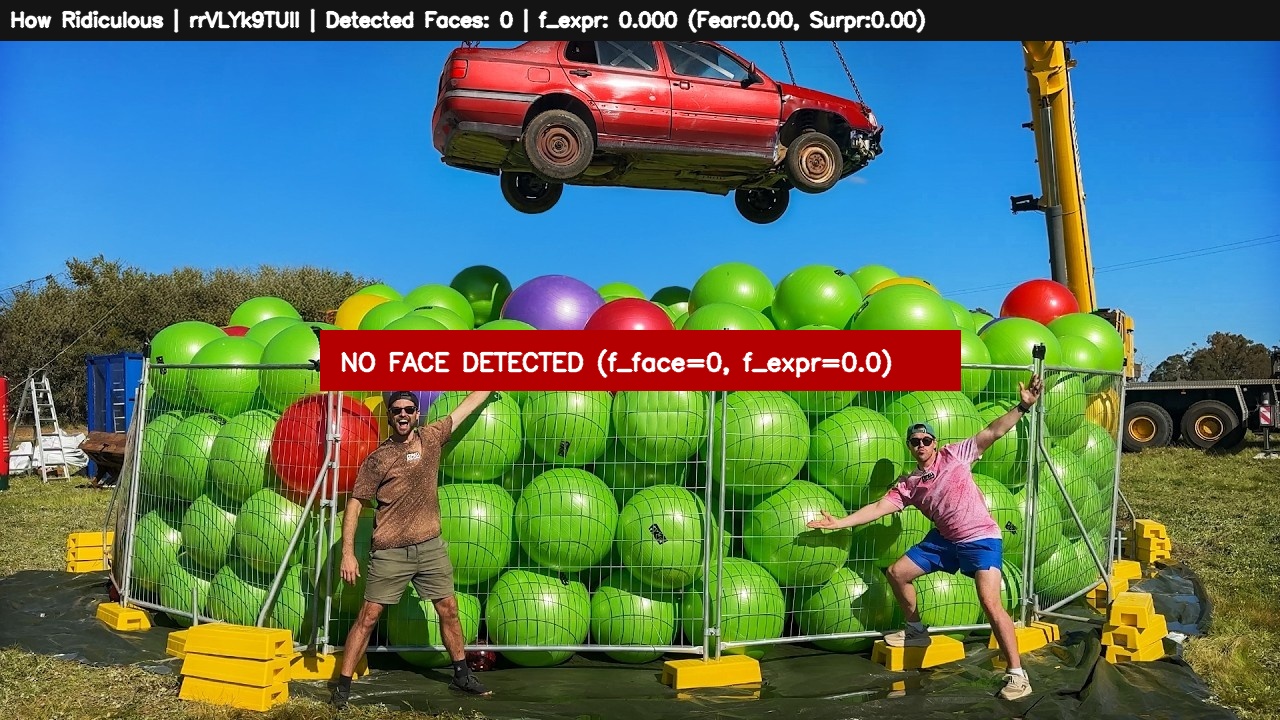 How Ridiculous | rrVLYk9TUII | Detected Faces: 0 | f_expr: 0.000 (Fear:0.00, Surpr:0.00)
NO FACE DETECTED (f_face=0, f_expr=0.0)